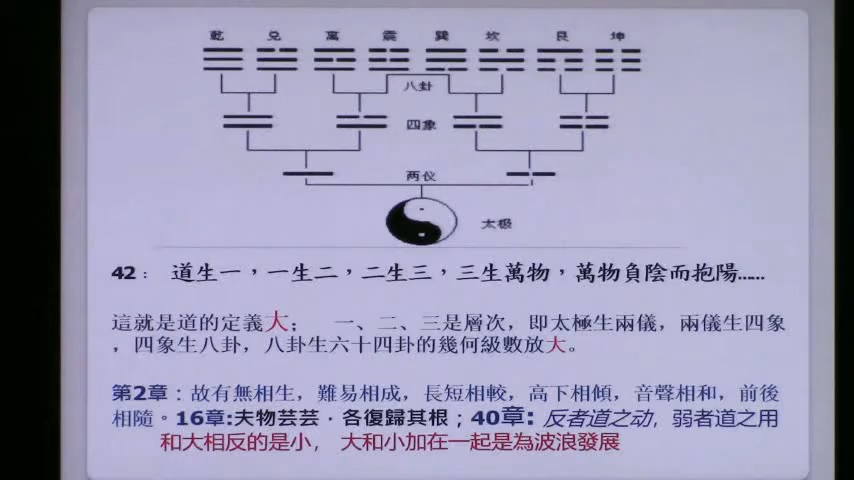 乾 兌 離 震 巽 坎 艮 坤
八卦
四象
两仪
太极
42： 道生一，一生二，二生三，三生萬物，萬物負陰而抱陽......
這就是道的定義大； 一、二、三是層次，即太極生兩儀，兩儀生四象
，四象生八卦，八卦生六十四卦的幾何級數放大。
第2章：故有無相生，難易相成，長短相較，高下相傾，音聲相和，前後
相隨。16章:夫物芸芸．各復歸其根；40章: 反者道之动，弱者道之用
和大相反的是小， 大和小加在一起是為波浪發展